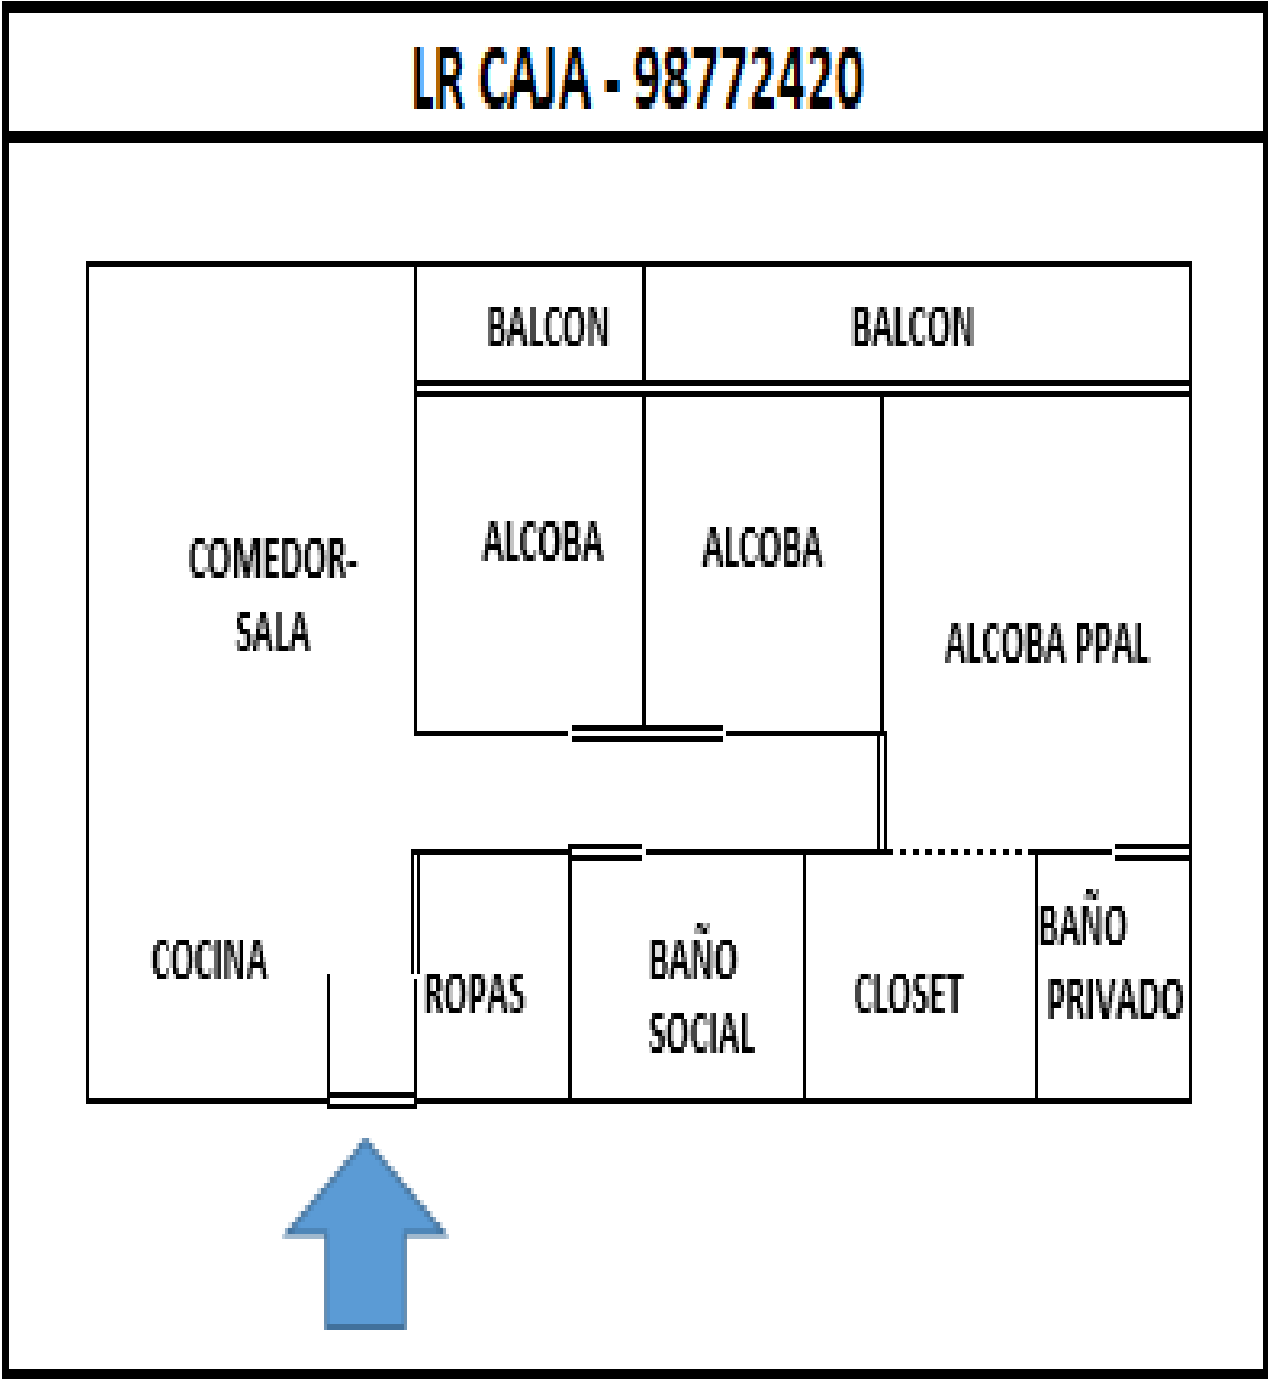 LR CAJA - 98772420
BALCON
BALCON
ALCOBA
ALCOBA
COMEDOR-
SALA
ALCOBA PPAL
COCINA
ROPAS
BAÑO
SOCIAL
CLOSET
BAÑO
PRIVADO